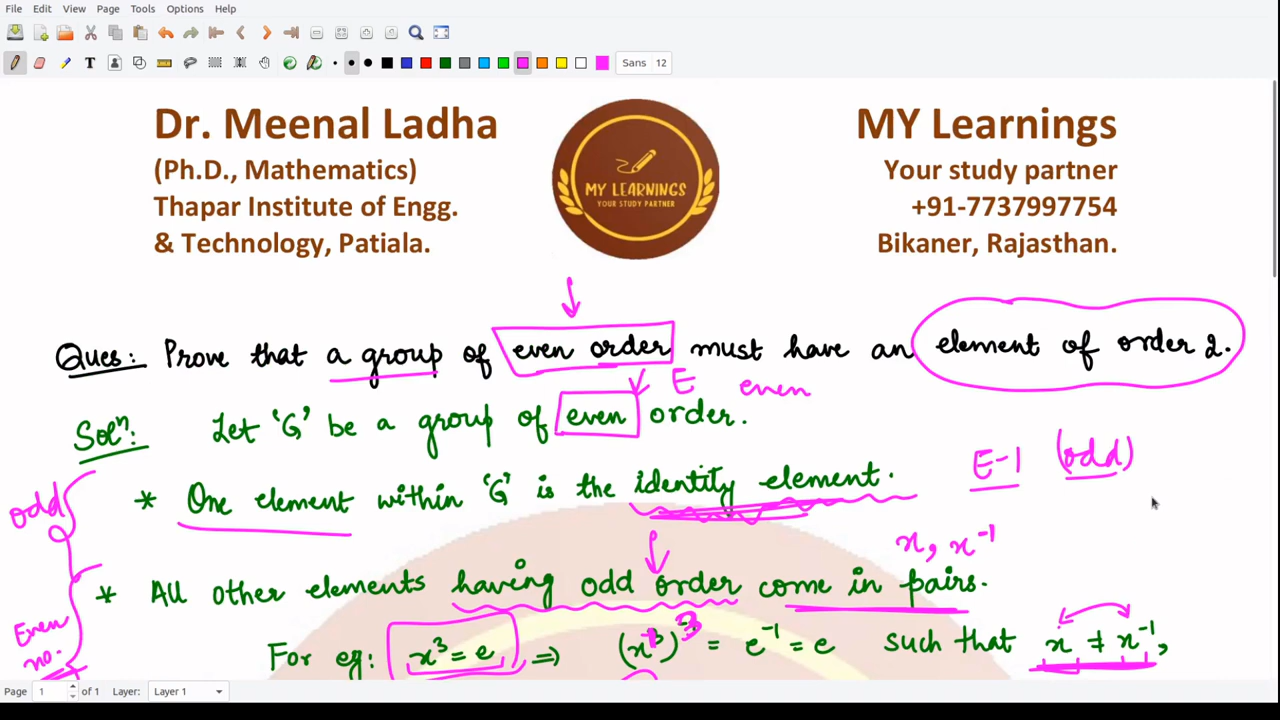 File Edit View Page Tools Options Help
Sans 12
Dr. Meenal Ladha
(Ph.D., Mathematics)
Thapar Institute of Engg.
& Technology, Patiala.
MY LEARNINGS
YOUR STUDY PARTNER
MY Learnings
Your study partner
+91-7737997754
Bikaner, Rajasthan.
Ques: Prove that a group of even order must have an element of order 2.
E even
Solⁿ: Let 'G' be a group of even order.
E-1 (odd)
odd
* One element within 'G' is the identity element.
x, x⁻¹
* All other elements having odd order come in pairs.
Even no.
For eg: x³ = e ⇒ (x⁻¹)³ = e⁻¹ = e such that x ≠ x⁻¹,
Page 1 of 1 Layer: Layer 1